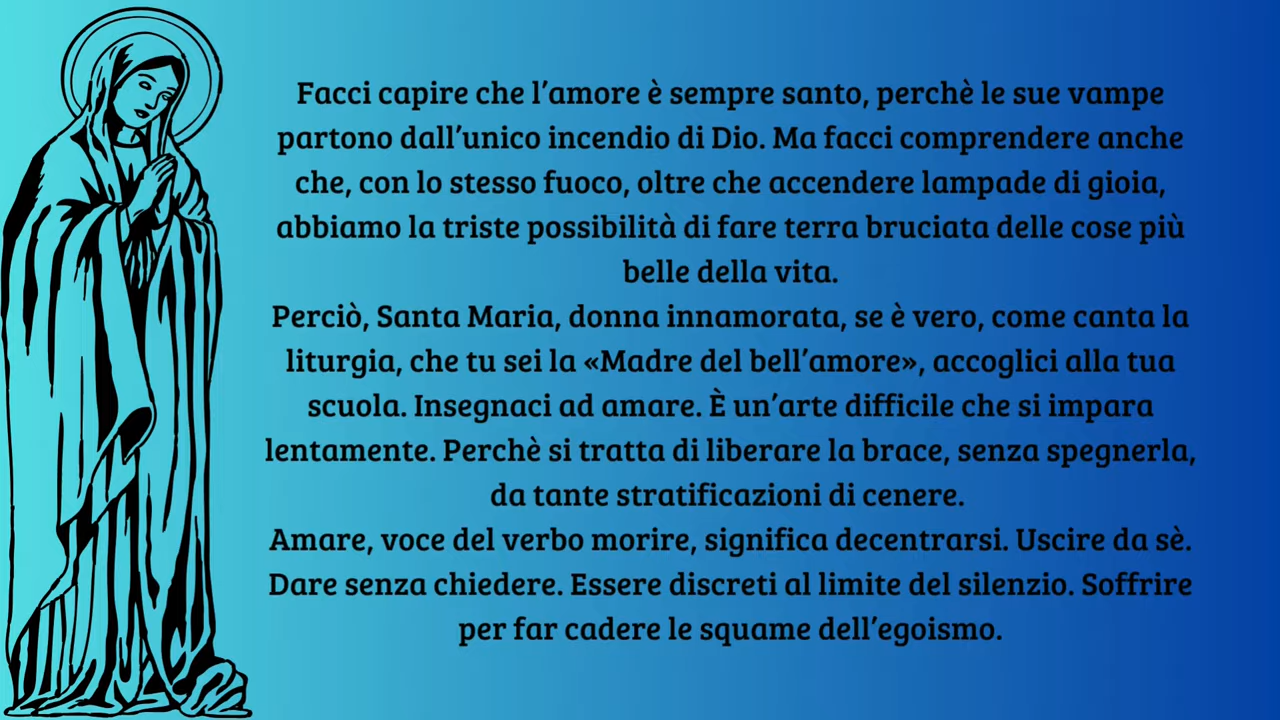 Facci capire che l’amore è sempre santo, perchè le sue vampe
partono dall’unico incendio di Dio. Ma facci comprendere anche
che, con lo stesso fuoco, oltre che accendere lampade di gioia,
abbiamo la triste possibilità di fare terra bruciata delle cose più
belle della vita.
Perciò, Santa Maria, donna innamorata, se è vero, come canta la
liturgia, che tu sei la «Madre del bell’amore», accoglici alla tua
scuola. Insegnaci ad amare. È un’arte difficile che si impara
lentamente. Perchè si tratta di liberare la brace, senza spegnerla,
da tante stratificazioni di cenere.
Amare, voce del verbo morire, significa decentrarsi. Uscire da sè.
Dare senza chiedere. Essere discreti al limite del silenzio. Soffrire
per far cadere le squame dell’egoismo.